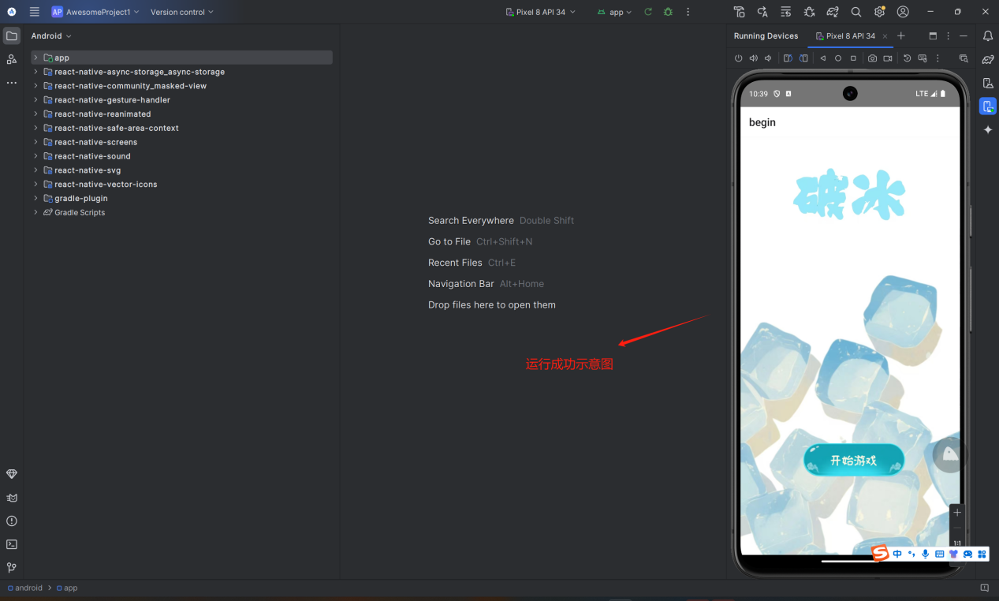 AP AwesomeProject1 Version control Pixel 8 API 34 app
Android
app
react-native-async-storage_async-storage
react-native-community_masked-view
react-native-gesture-handler
react-native-reanimated
react-native-safe-area-context
react-native-screens
react-native-sound
react-native-svg
react-native-vector-icons
gradle-plugin
Gradle Scripts
Search Everywhere Double Shift
Go to File Ctrl+Shift+N
Recent Files Ctrl+E
Navigation Bar Alt+Home
Drop files here to open them
运行成功示意图
Running Devices Pixel 8 API 34
10:39 LTE
begin
破冰
开始游戏
1:1
S 中
android > app